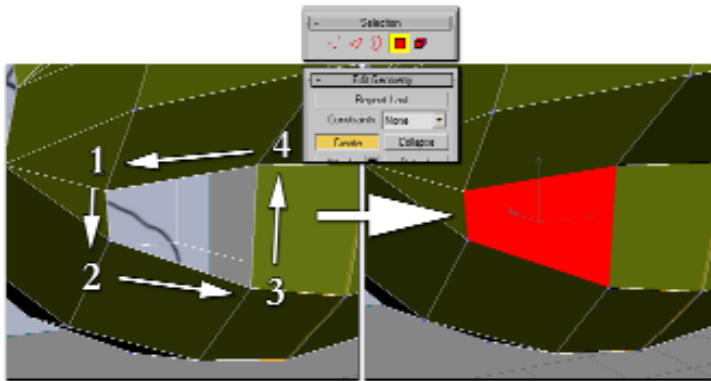 Selection
Edit Geometry
Repeat Last
Constraints: None
Create Collapse
1 4
2 3